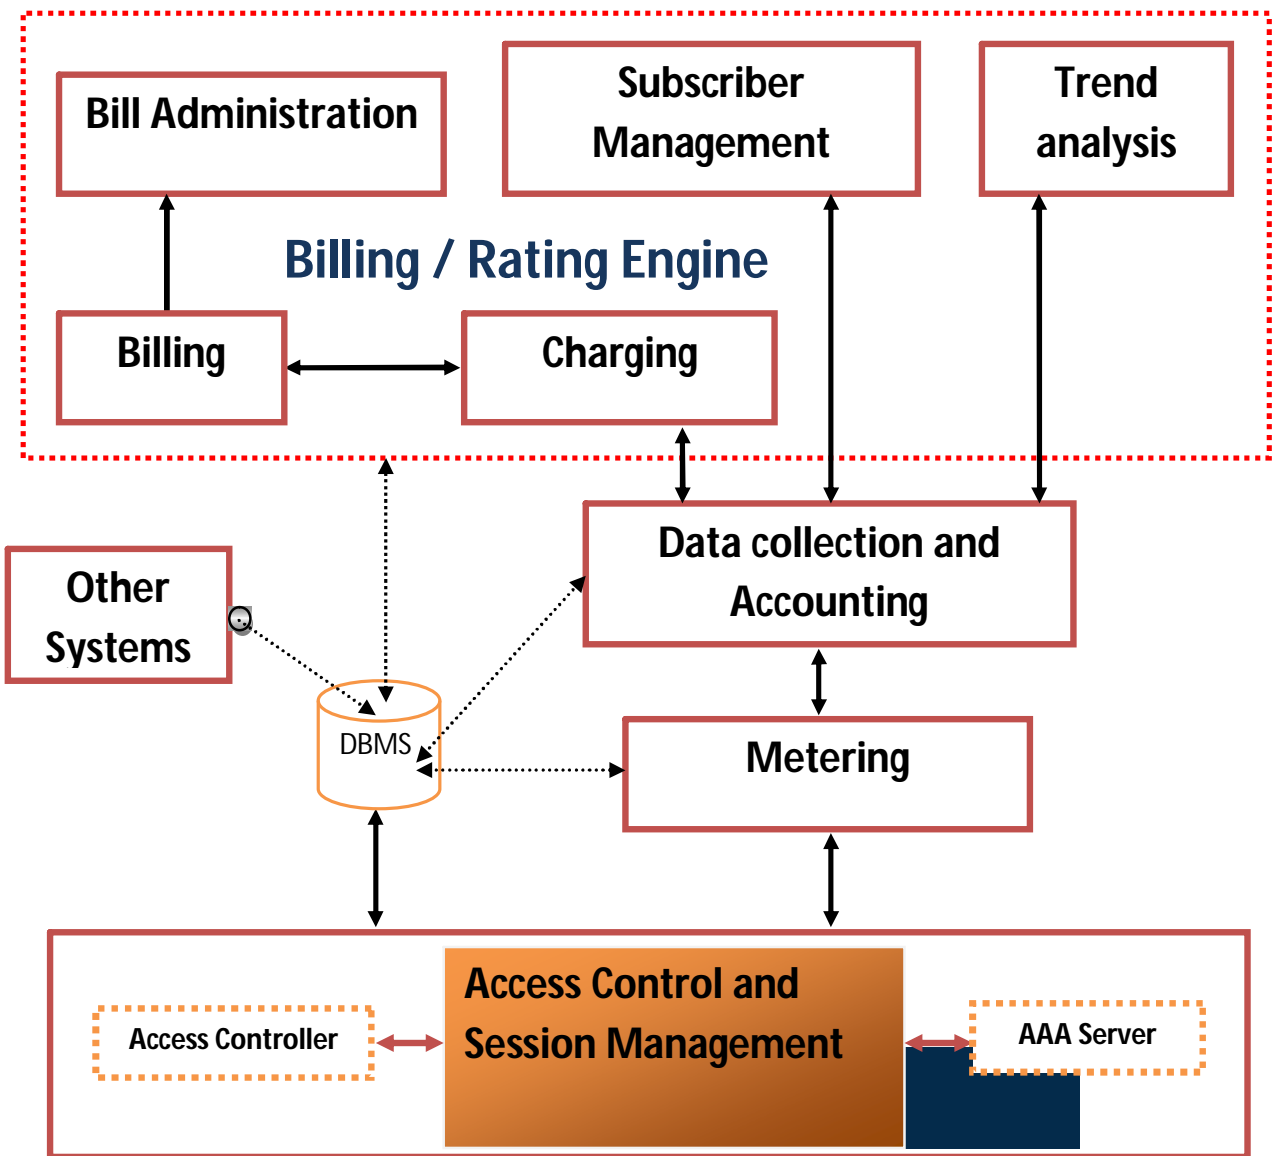 Bill Administration
Subscriber
Management
Trend
analysis
Billing / Rating Engine
Billing
Charging
Data collection and
Accounting
Other
Systems
DBMS
Metering
Access Control and
Session Management
Access Controller
AAA Server